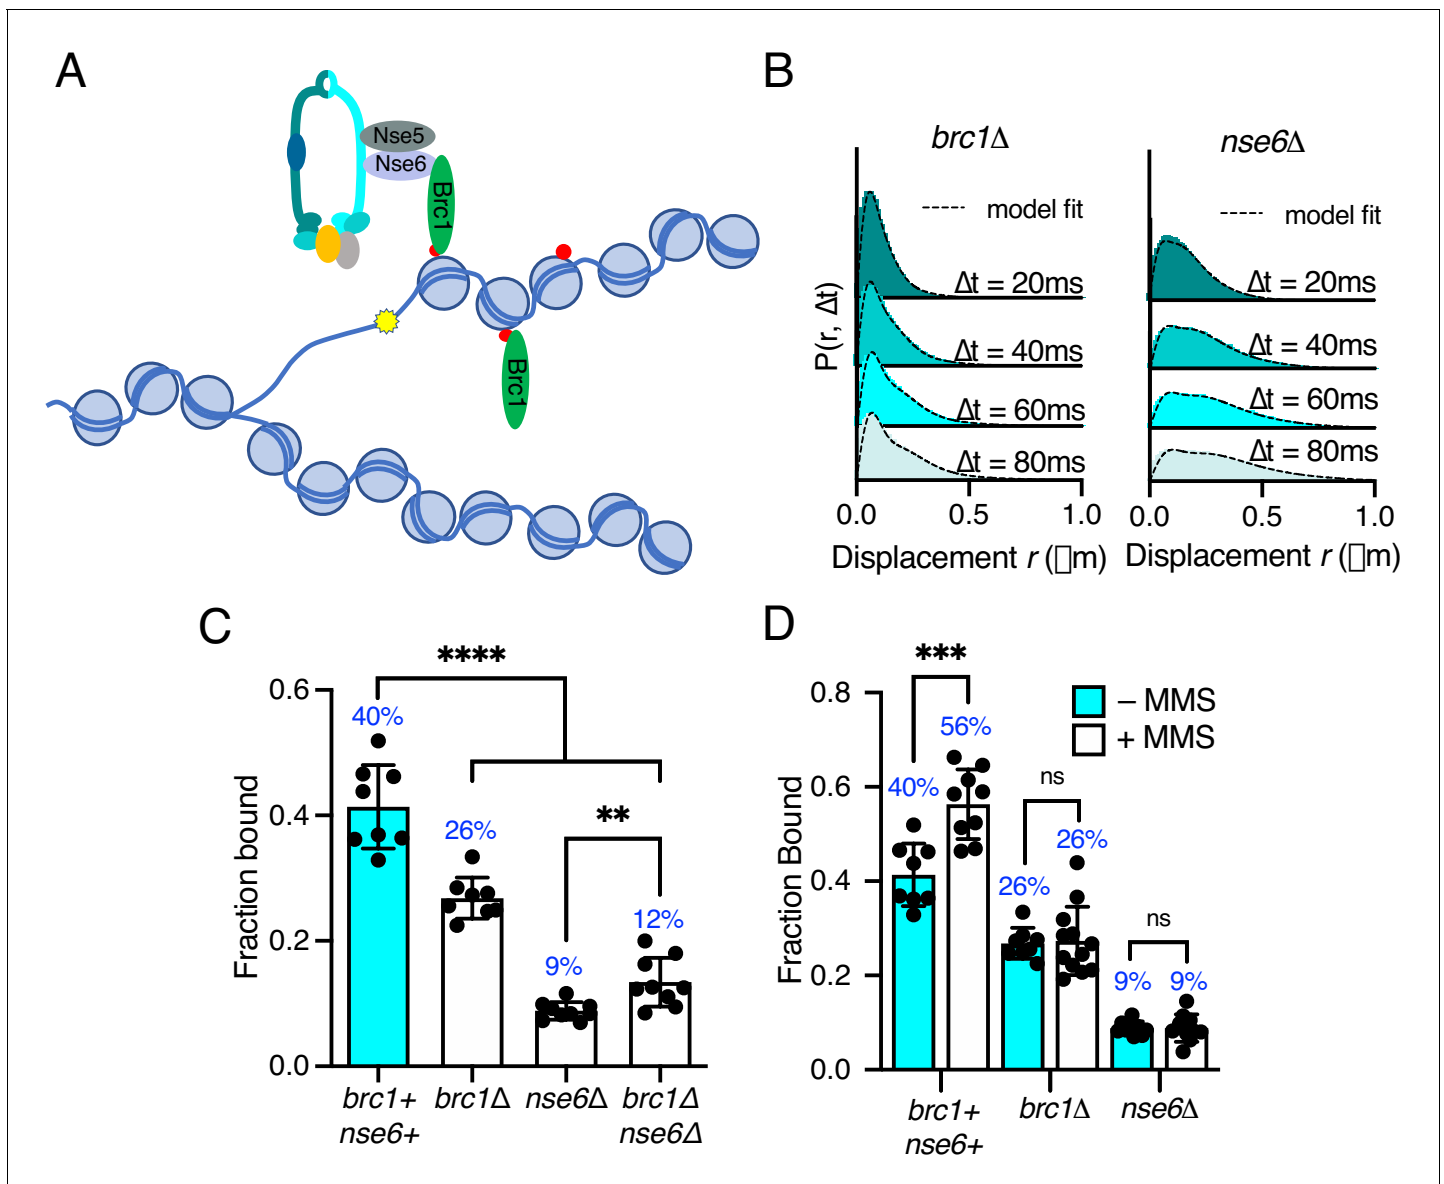 A
Nse5
Nse6
Brc1
Brc1
B
brc1Δ
nse6Δ
model fit
model fit
P(r, Δt)
Δt = 20ms
Δt = 40ms
Δt = 60ms
Δt = 80ms
Δt = 20ms
Δt = 40ms
Δt = 60ms
Δt = 80ms
0.0 0.5 1.0
0.0 0.5 1.0
Displacement r (▯m)
Displacement r (▯m)
C
Fraction bound
0.6
0.4
0.2
0.0
****
**
40%
26%
9%
12%
brc1+
nse6+
brc1Δ
nse6Δ
brc1Δ
nse6Δ
D
Fraction Bound
0.8
0.6
0.4
0.2
0.0
***
ns
ns
– MMS
+ MMS
40%
56%
26%
26%
9%
9%
brc1+
nse6+
brc1Δ
nse6Δ